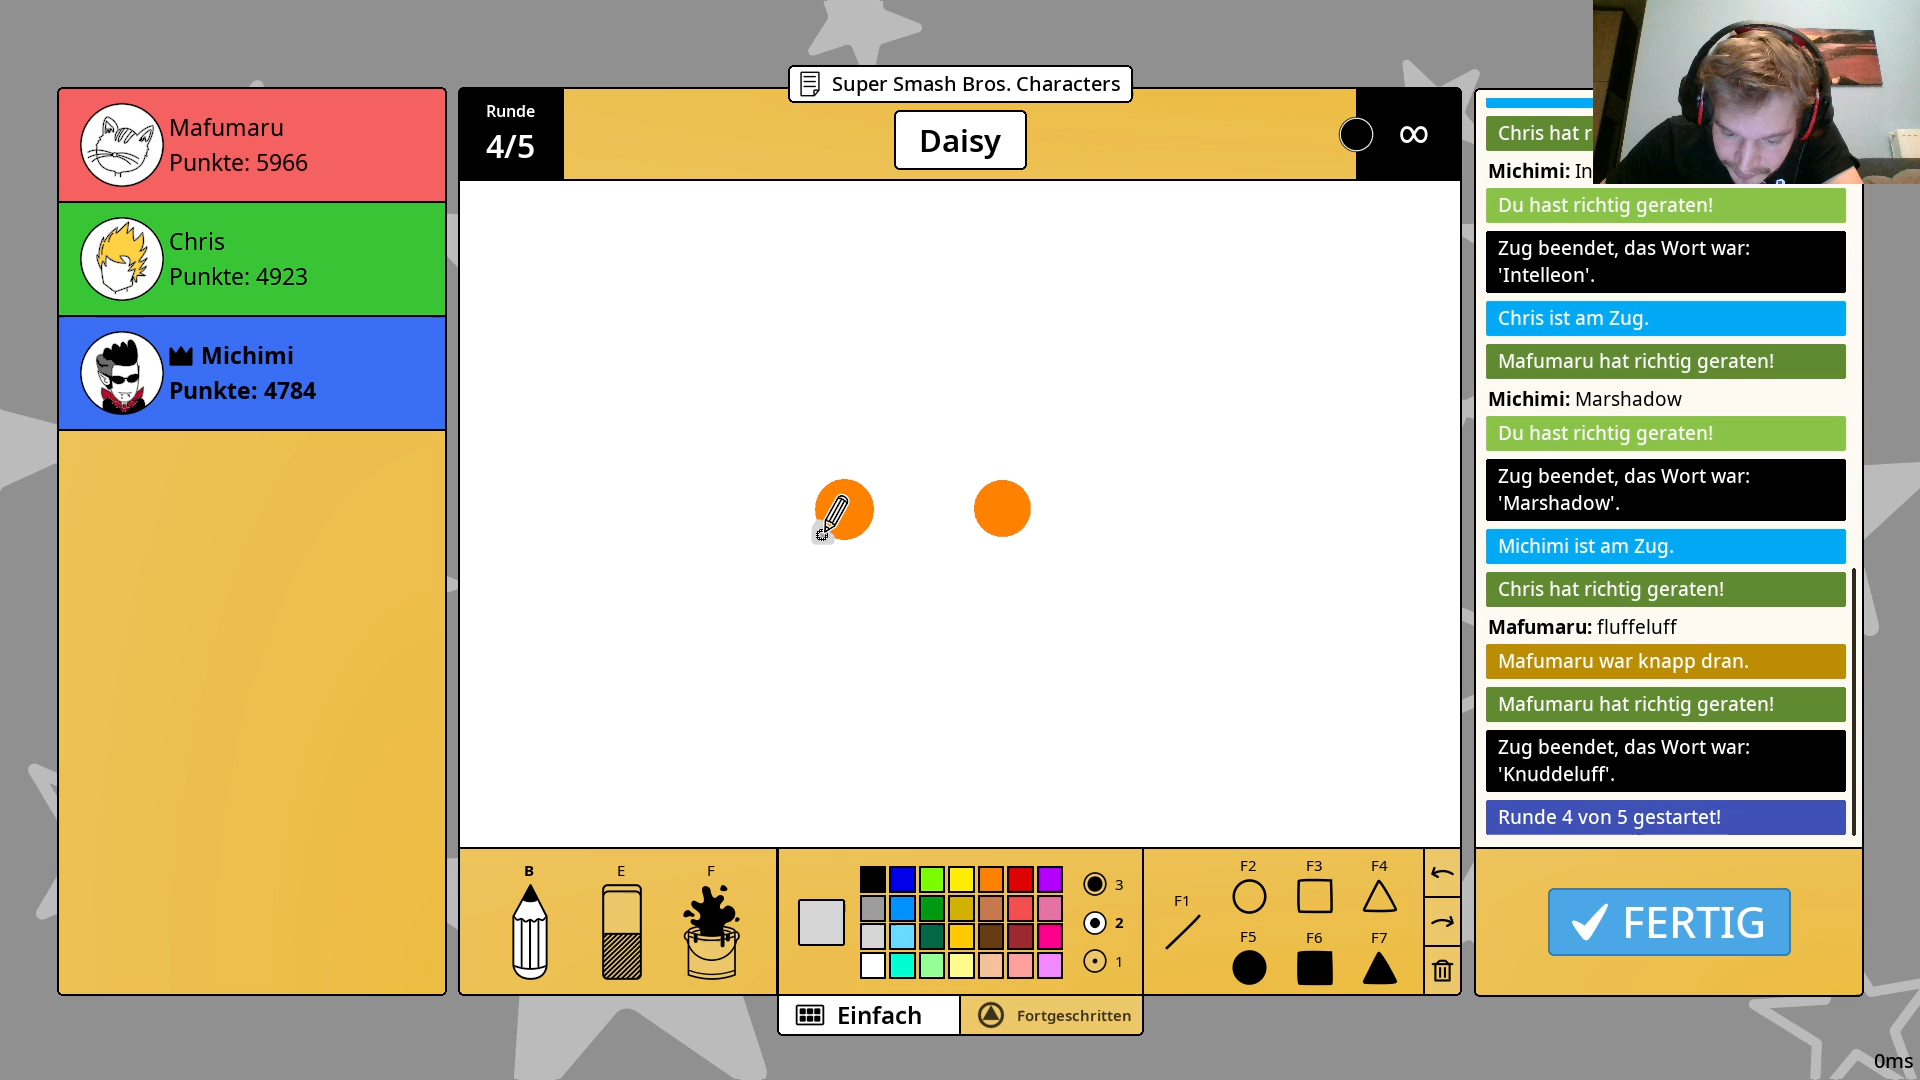 Super Smash Bros. Characters
Runde
4/5
Daisy
∞
Mafumaru
Punkte: 5966
Chris
Punkte: 4923
Michimi
Punkte: 4784
Chris hat r
Michimi: In
Du hast richtig geraten!
Zug beendet, das Wort war:
'Intelleon'.
Chris ist am Zug.
Mafumaru hat richtig geraten!
Michimi: Marshadow
Du hast richtig geraten!
Zug beendet, das Wort war:
'Marshadow'.
Michimi ist am Zug.
Chris hat richtig geraten!
Mafumaru: fluffeluff
Mafumaru war knapp dran.
Mafumaru hat richtig geraten!
Zug beendet, das Wort war:
'Knuddeluff'.
Runde 4 von 5 gestartet!
B
E
F
3
2
1
F1
F2
F3
F4
F5
F6
F7
FERTIG
Einfach
Fortgeschritten
0ms